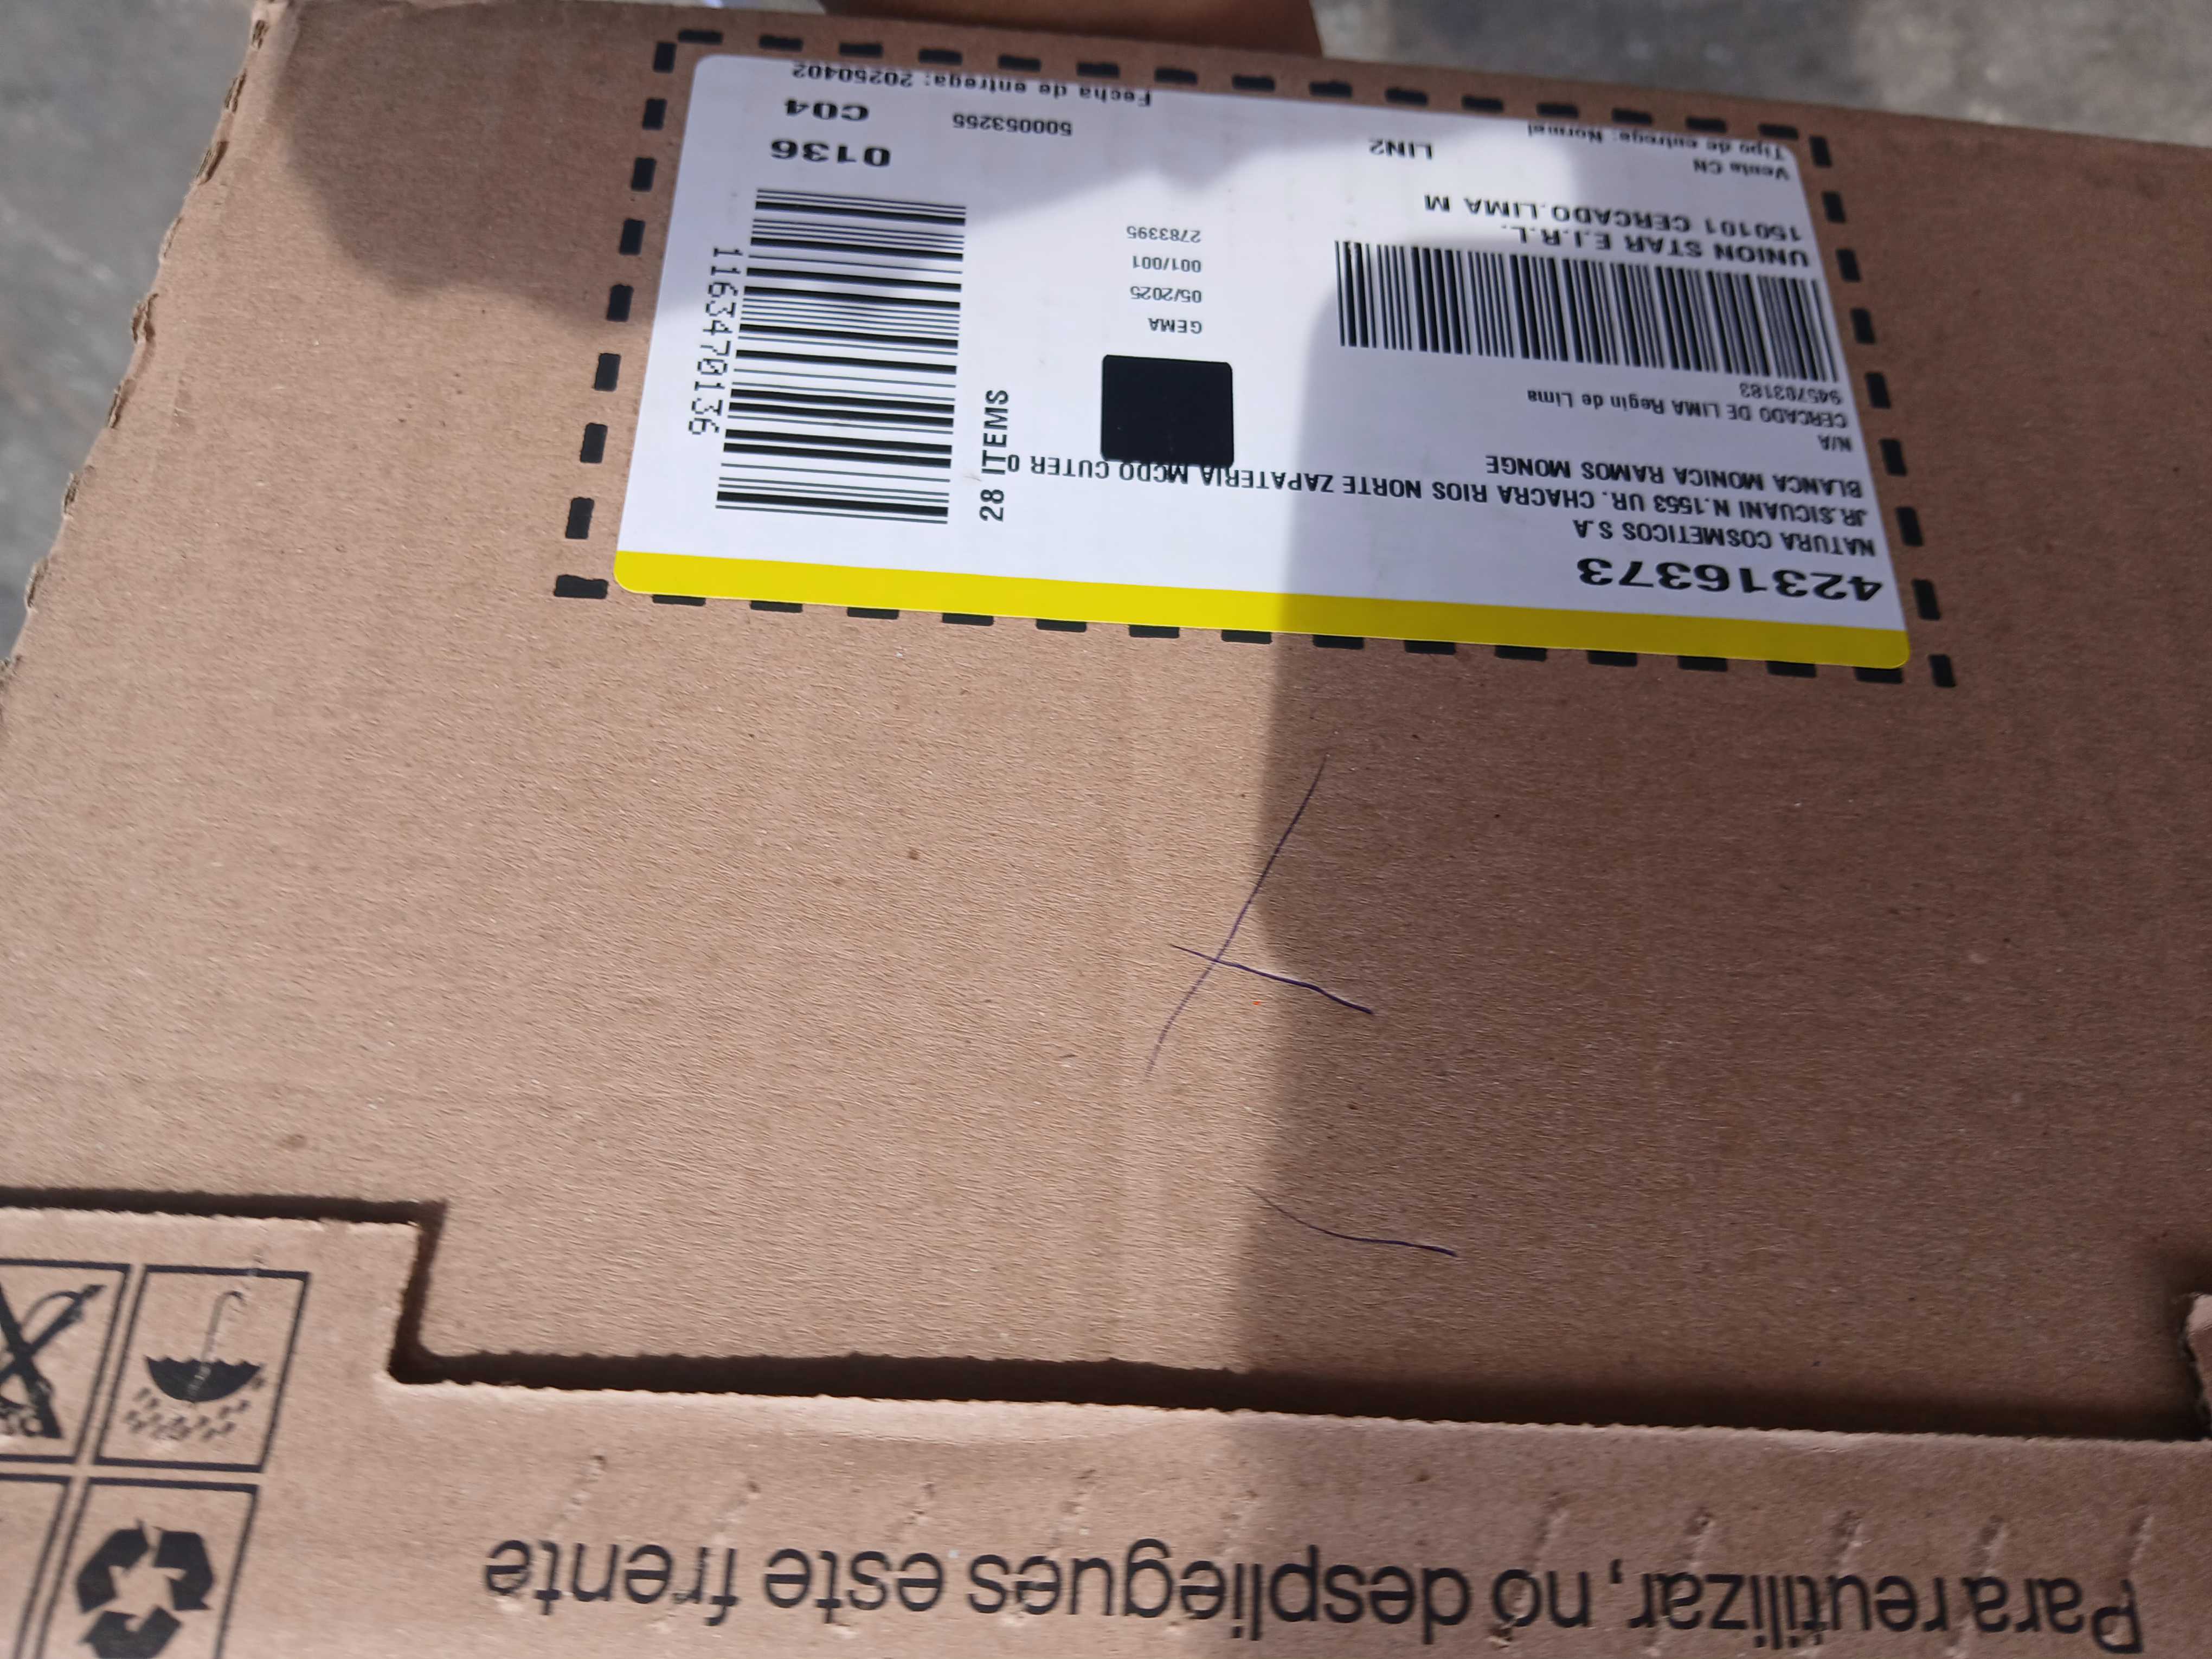 42316373
NATURA COSMETICOS S.A
JR.SICUANI N.1553 UR. CHACRA RIOS NORTE ZAPATERIA MCDO CUTER 0
BLANCA MONICA RAMOS MONGE
N/A
CERCADO DE LIMA Regin de Lima
945783183
UNION STAR E.I.R.L.
150101 CERCADO.LIMA M
Venta CN
Tipo de entrega: Normal
LIN2
GEMA
05/2025
001/001
2783395
28 ITEMS
1163470136
0136
C04
500053255
Fecha de entrega: 20250402
Para reutilizar, no despliegues este frente